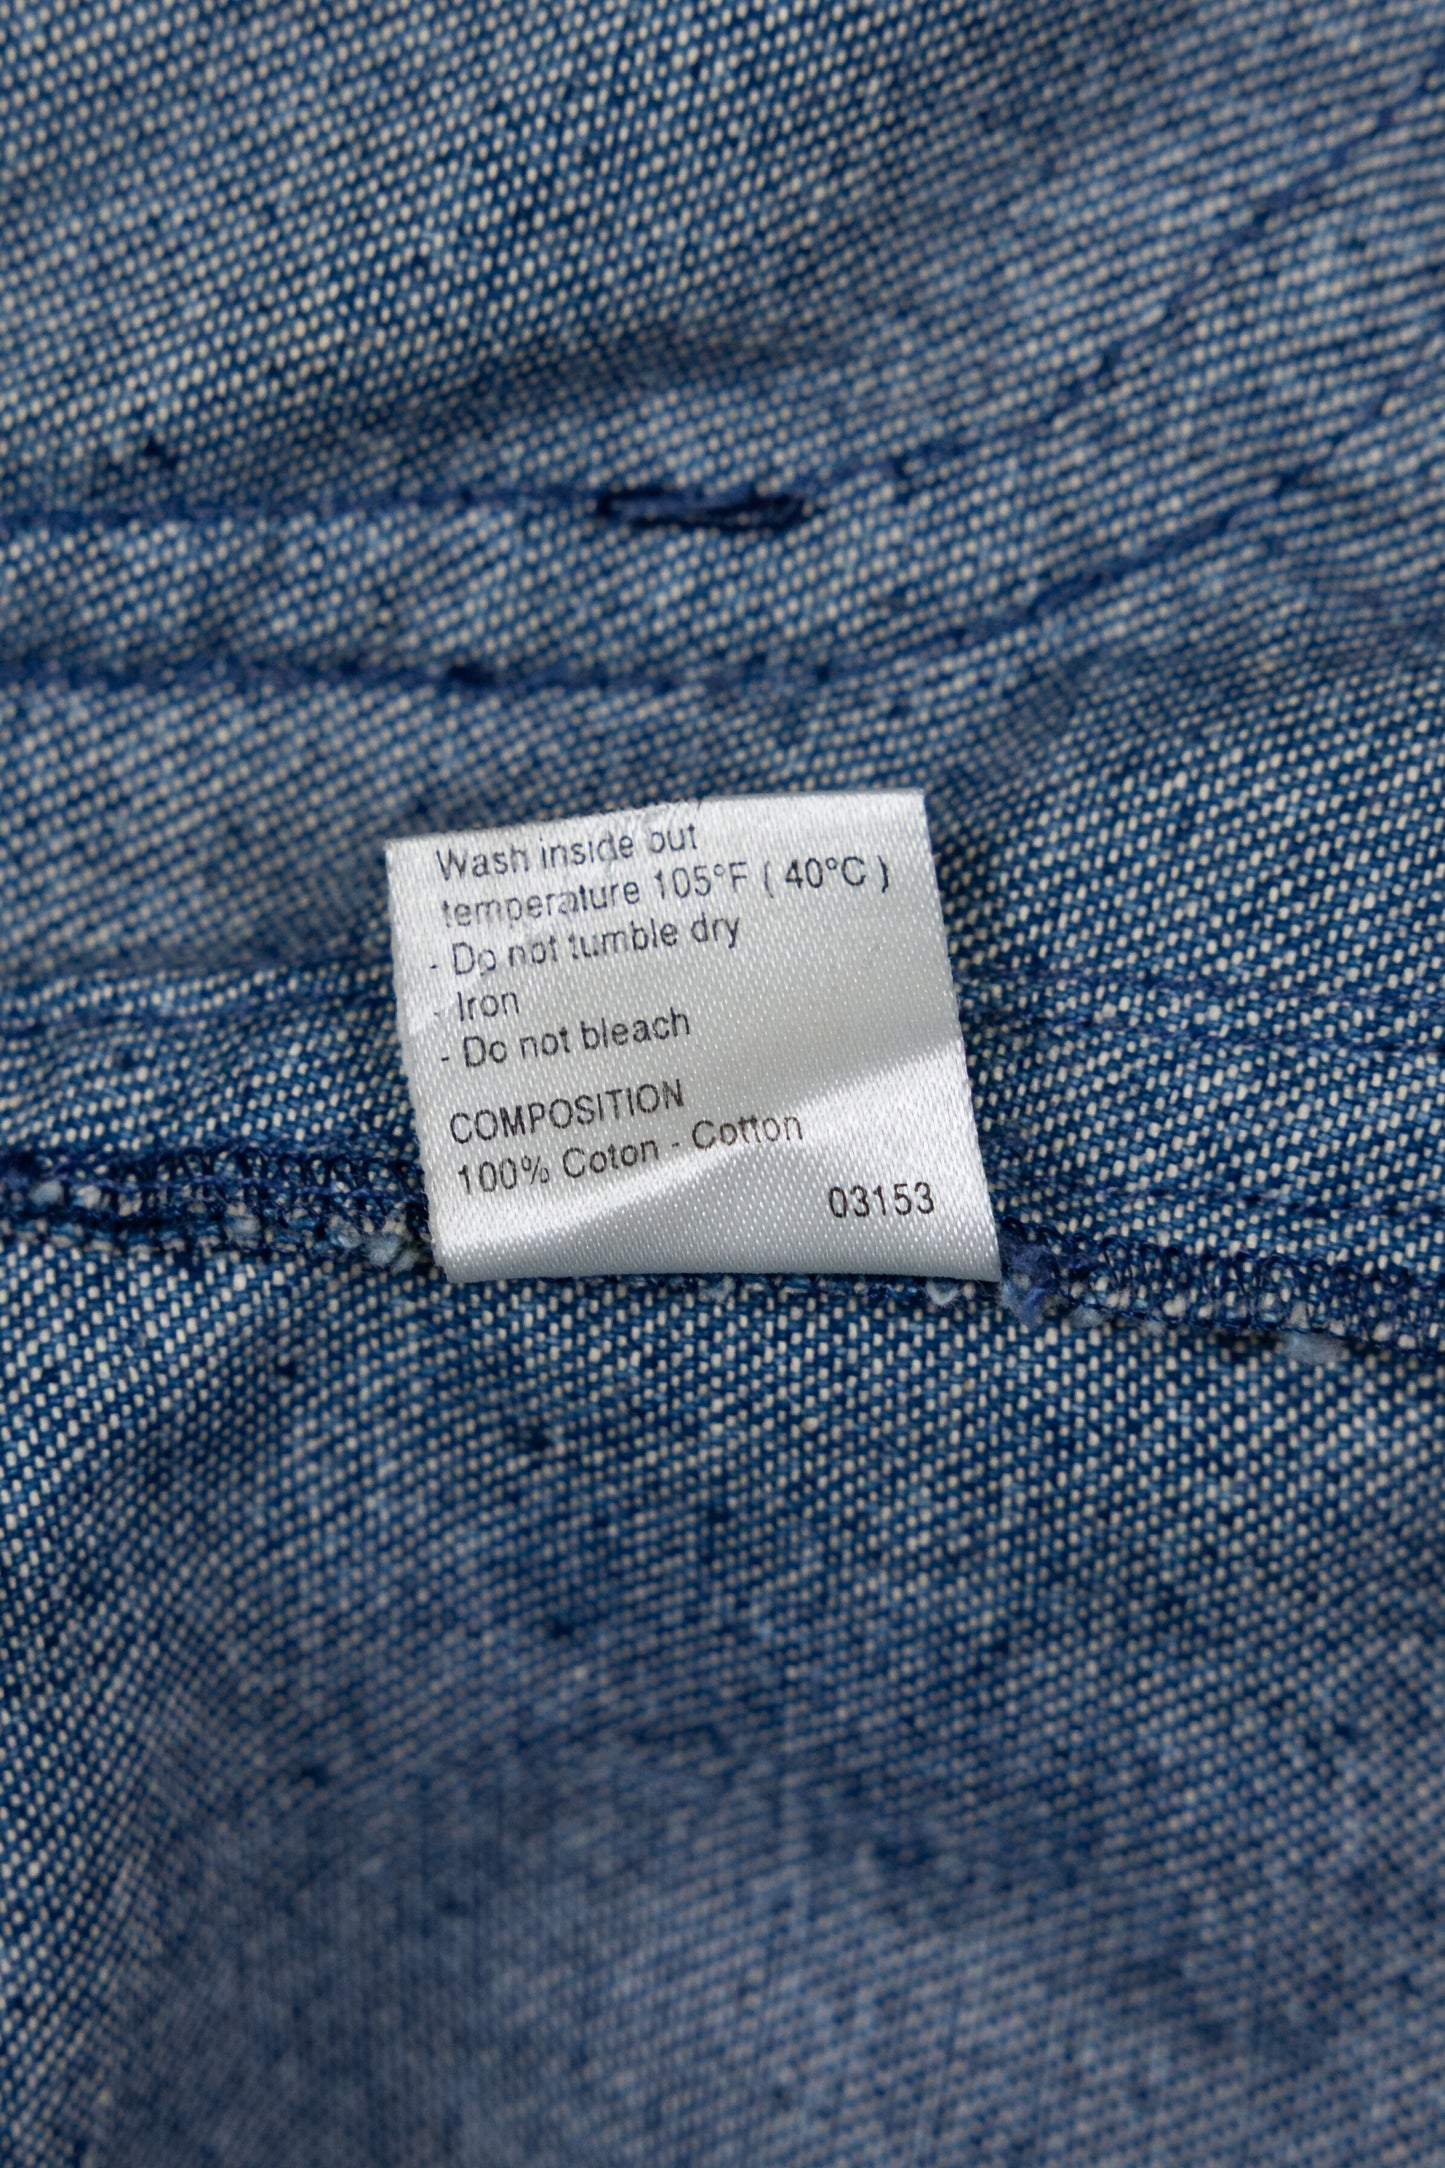 Wash inside out
temperature 105°F ( 40°C )
- Do not tumble dry
- Iron
- Do not bleach
COMPOSITION
100% Coton - Cotton
03153